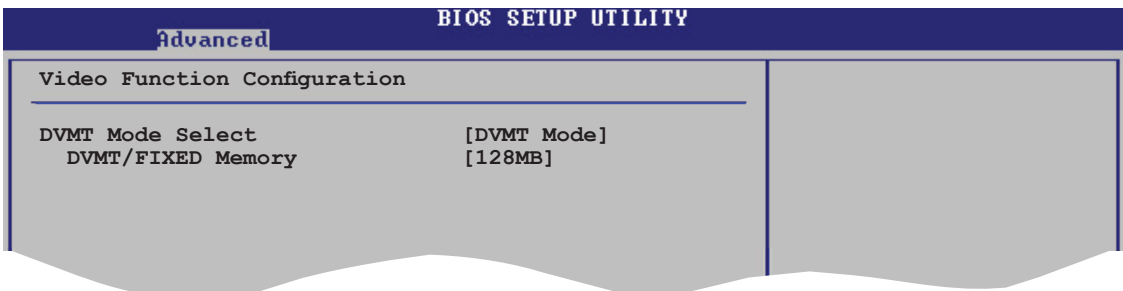 BIOS SETUP UTILITY
Advanced
Video Function Configuration
DVMT Mode Select [DVMT Mode]
DVMT/FIXED Memory [128MB]